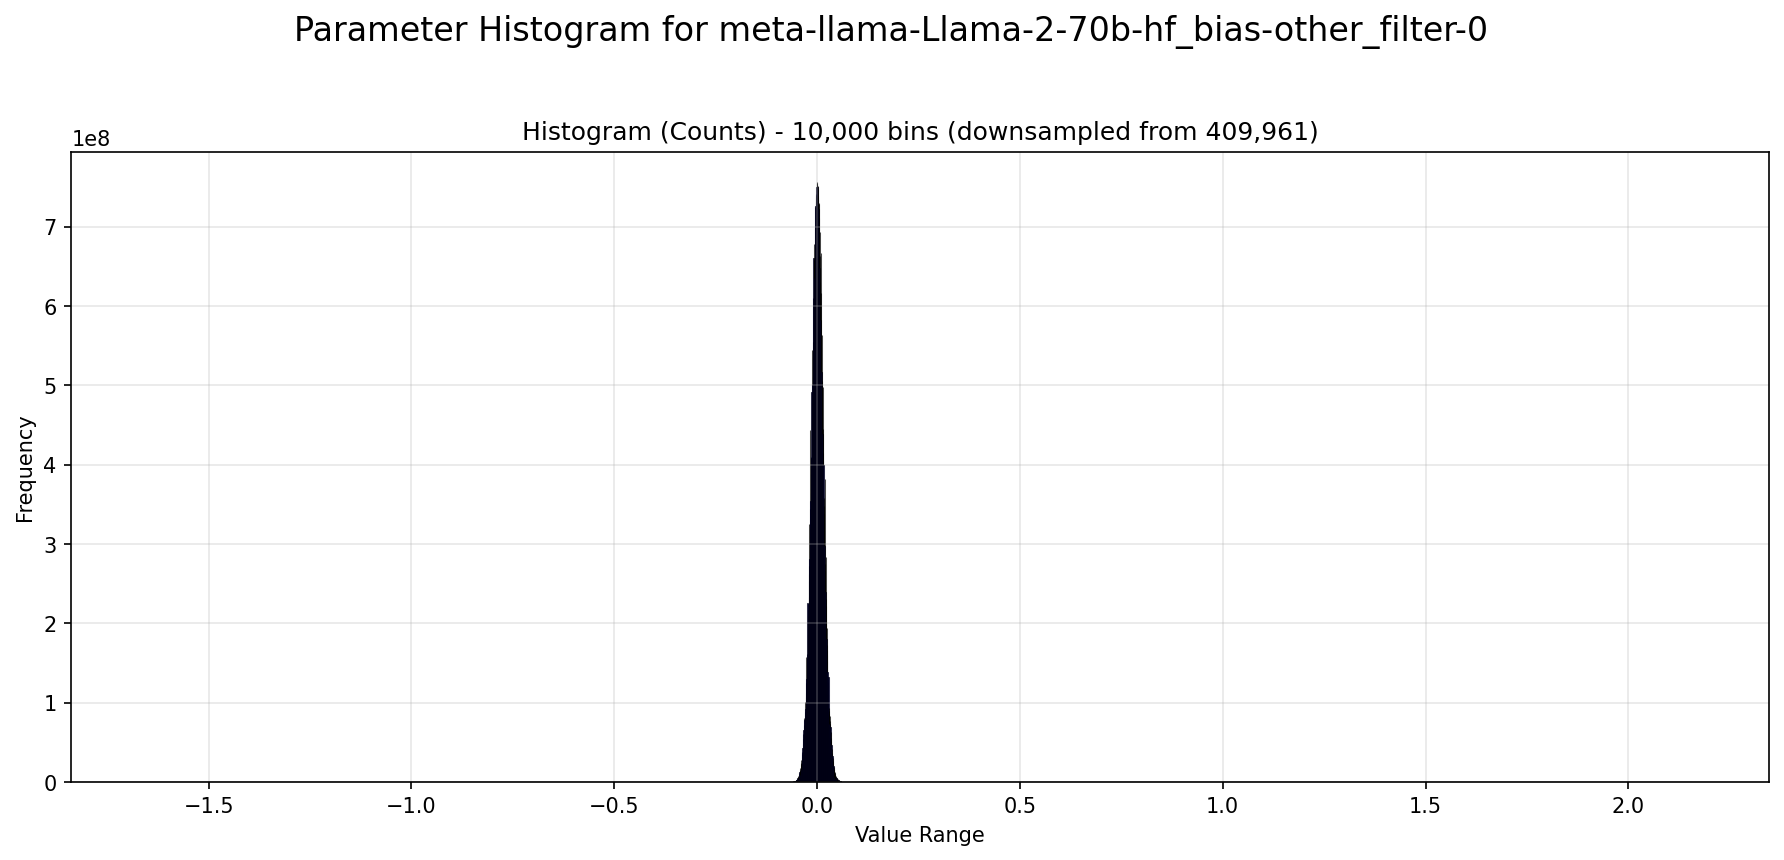 Parameter Histogram for meta-llama-Llama-2-70b-hf_bias-other_filter-0
Histogram (Counts) - 10,000 bins (downsampled from 409,961)
1e8
7
6
5
4
3
2
1
0
Frequency
−1.5 −1.0 −0.5 0.0 0.5 1.0 1.5 2.0
Value Range